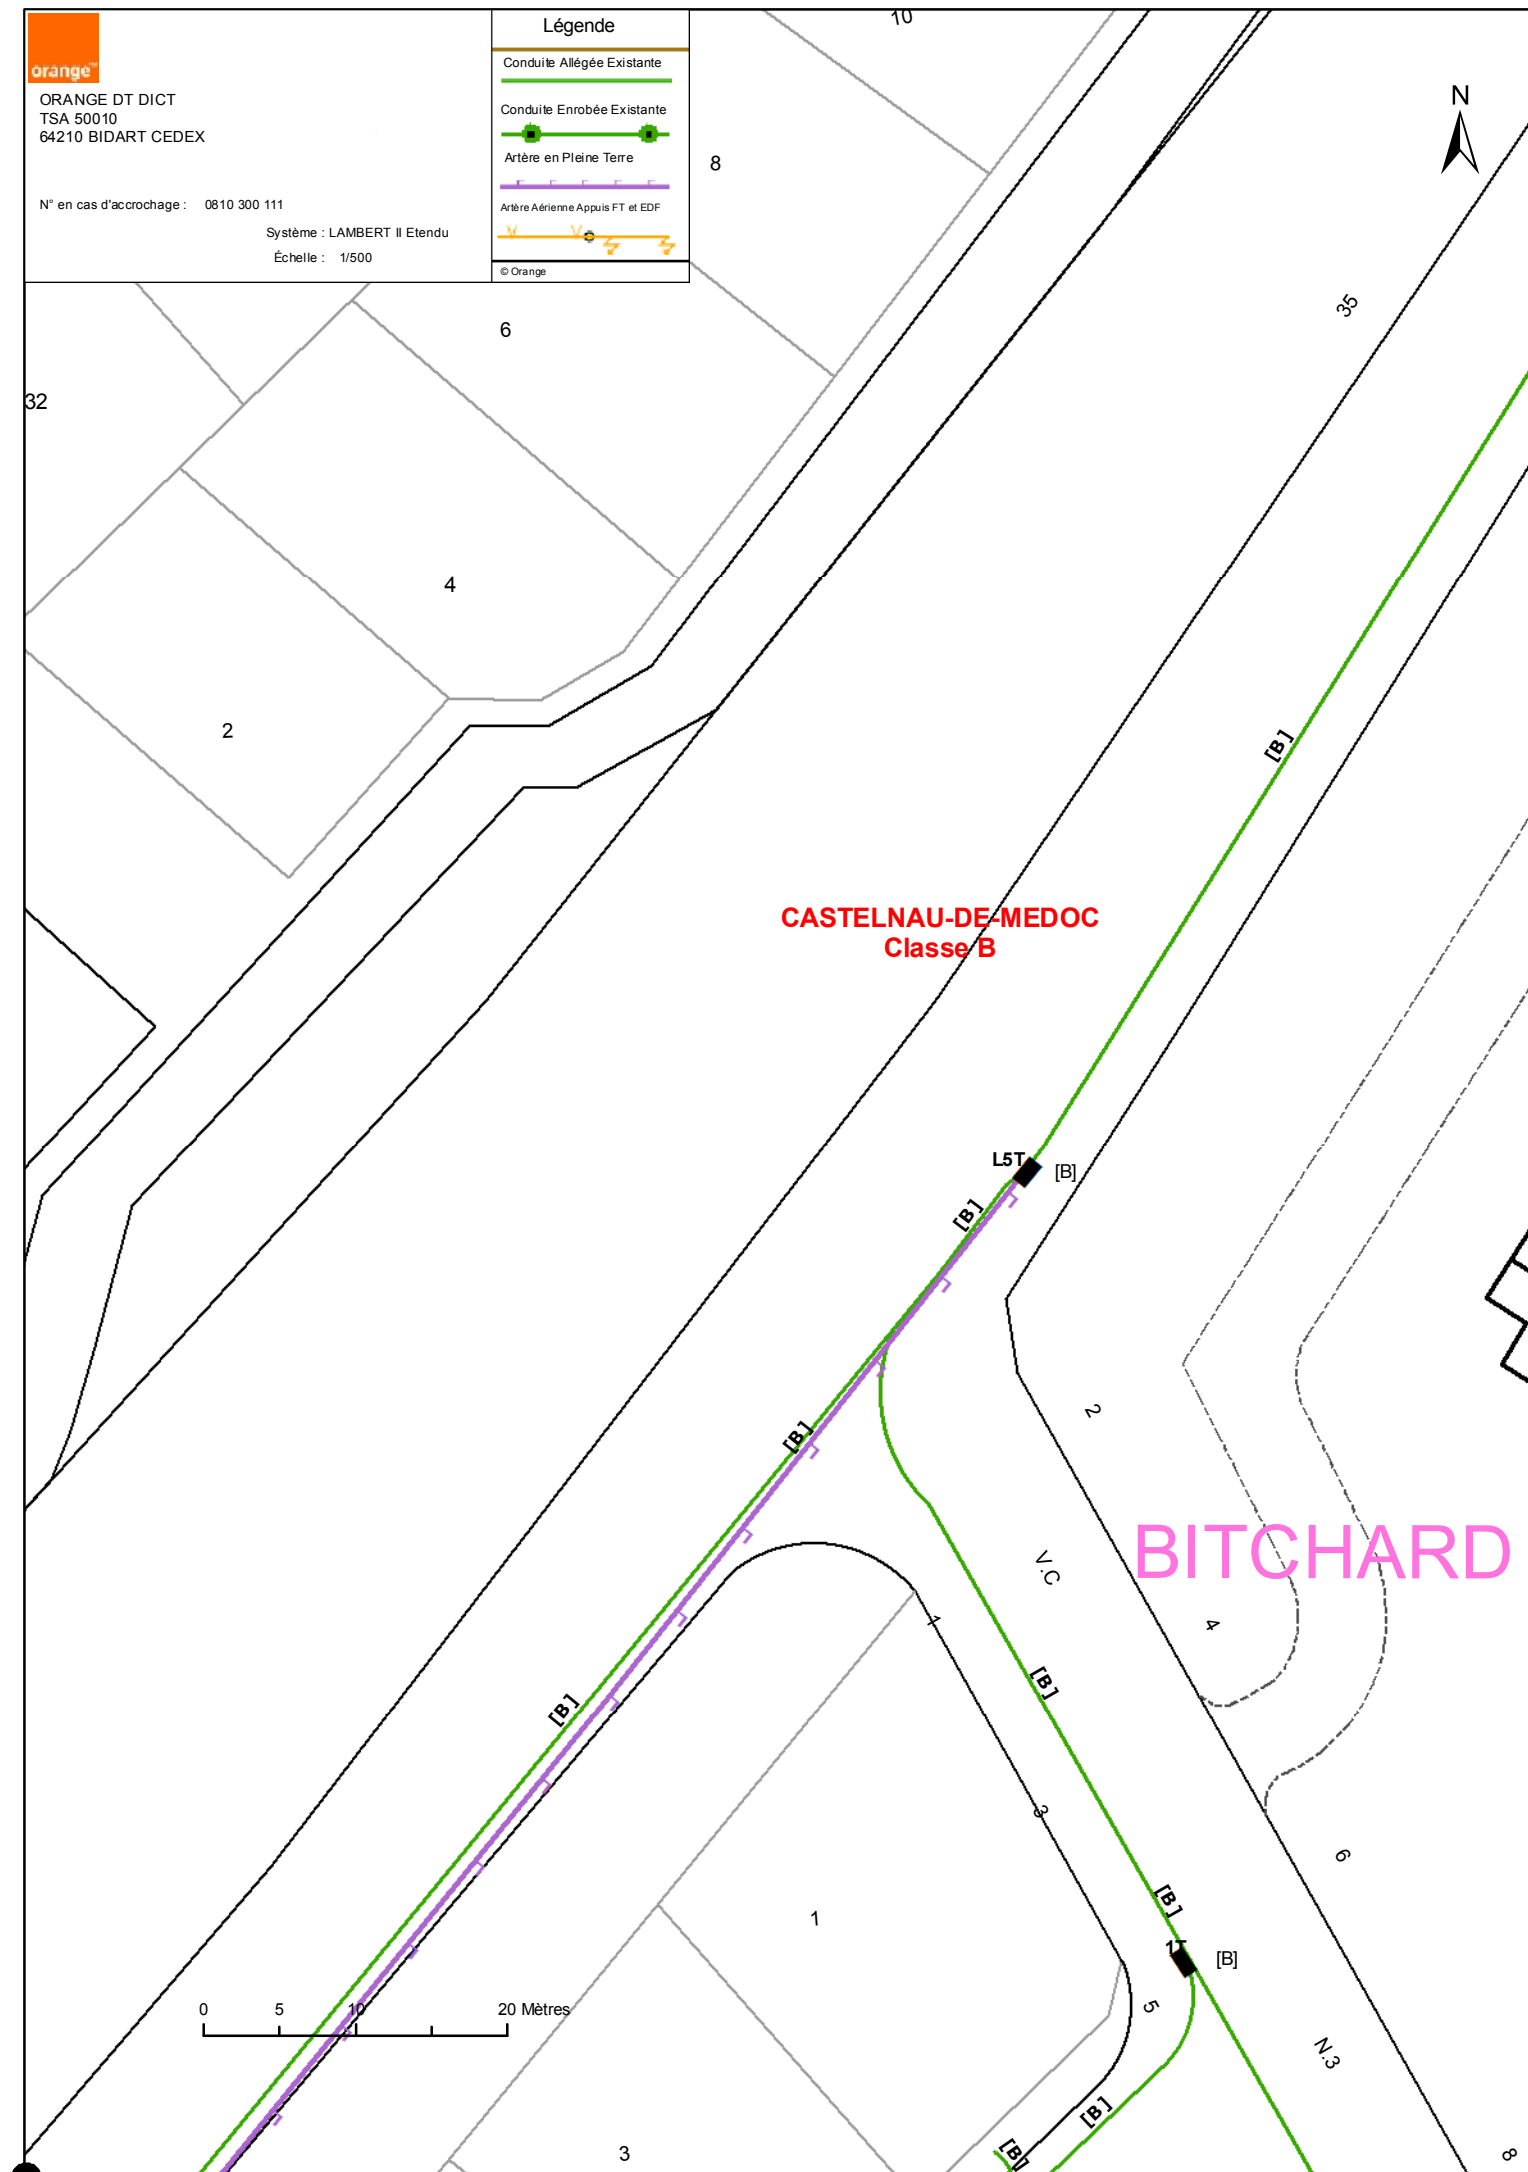 orange™
ORANGE DT DICT
TSA 50010
64210 BIDART CEDEX
N° en cas d'accrochage : 0810 300 111
Système : LAMBERT II Etendu
Échelle : 1/500
Légende
Conduite Allégée Existante
Conduite Enrobée Existante
Artère en Pleine Terre
Artère Aérienne Appuis FT et EDF
© Orange
10
N
8
35
6
32
4
2
[B]
CASTELNAU-DE-MEDOC
Classe B
L5T
[B]
[B]
2
[B]
BITCHARD
V.C
1
4
[B]
[B]
3
6
[B]
1
1T
[B]
5
0 5 10 20 Mètres
N.3
[B]
[B]
3
8